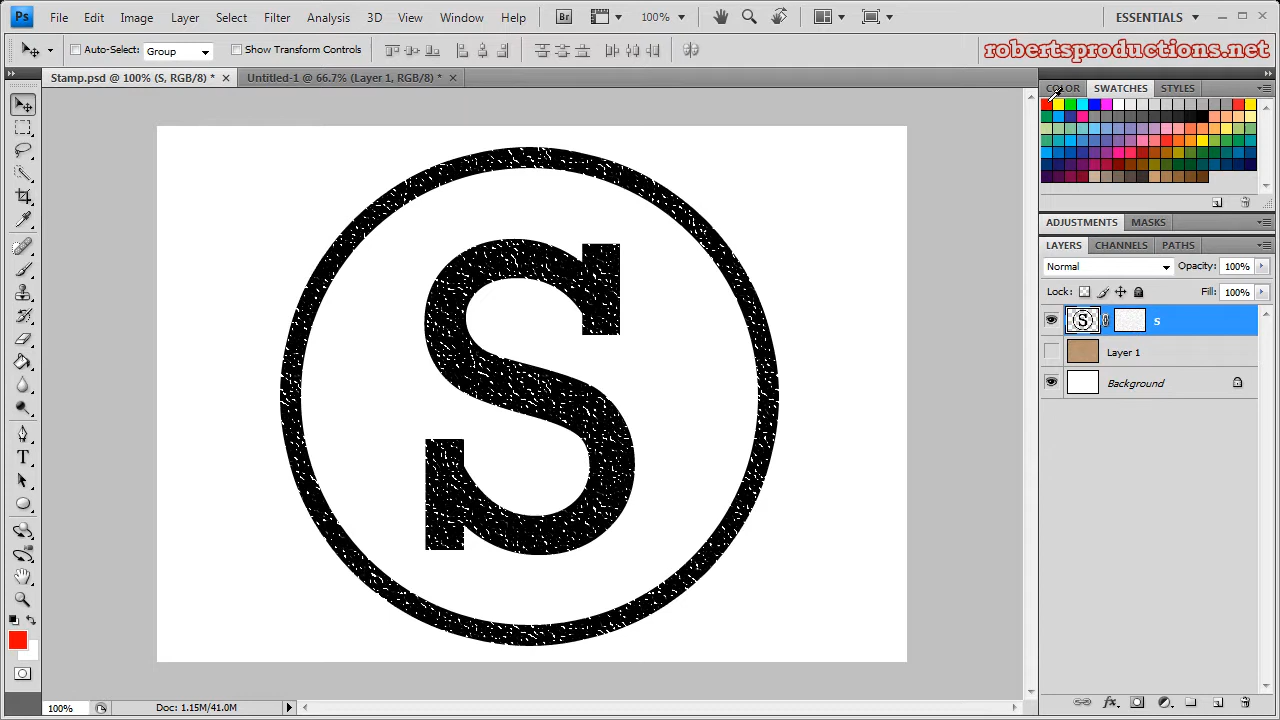 Ps File Edit Image Layer Select Filter Analysis 3D View Window Help Br 100% ESSENTIALS
Auto-Select: Group Show Transform Controls
robertsproductions.net
Stamp.psd @ 100% (S, RGB/8) * Untitled-1 @ 66.7% (Layer 1, RGB/8) *
COLOR SWATCHES STYLES
ADJUSTMENTS MASKS
LAYERS CHANNELS PATHS
Normal Opacity: 100%
Lock: Fill: 100%
S S
Layer 1
Background
S
T
fx
100% Doc: 1.15M/41.0M